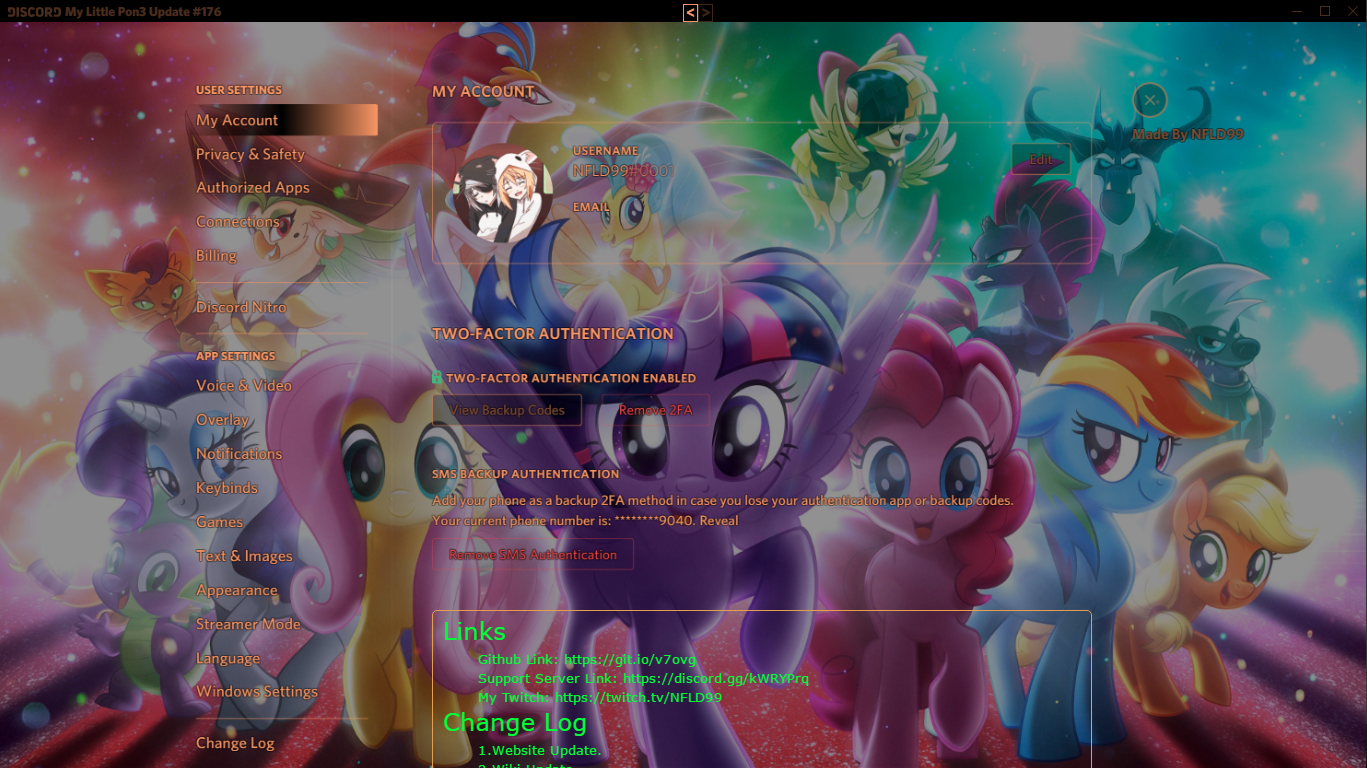 DISCORD My Little Pon3 Update #176
< >
USER SETTINGS
My Account
Privacy & Safety
Authorized Apps
Connections
Billing
Discord Nitro
APP SETTINGS
Voice & Video
Overlay
Notifications
Keybinds
Games
Text & Images
Appearance
Streamer Mode
Language
Windows Settings
Change Log
MY ACCOUNT
USERNAME
NFLD99#0001
EMAIL
Edit
Made By NFLD99
TWO-FACTOR AUTHENTICATION
TWO-FACTOR AUTHENTICATION ENABLED
View Backup Codes
Remove 2FA
SMS BACKUP AUTHENTICATION
Add your phone as a backup 2FA method in case you lose your authentication app or backup codes.
Your current phone number is: ********9040. Reveal
Remove SMS Authentication
Links
Github Link: https://git.io/v7ovg
Support Server Link: https://discord.gg/kWRYPrq
My Twitch: https://twitch.tv/NFLD99
Change Log
1.Website Update.
2.Wiki Update.